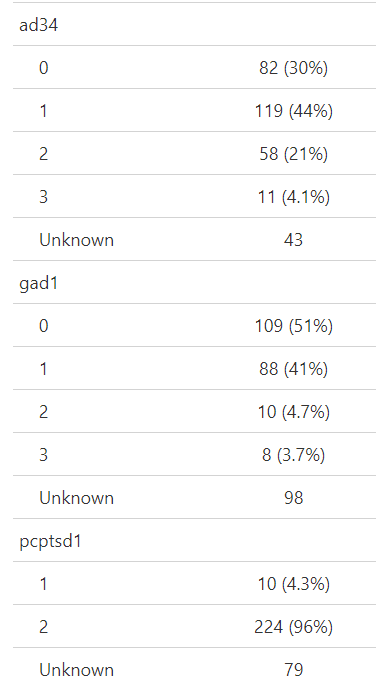 ad34
0 82 (30%)
1 119 (44%)
2 58 (21%)
3 11 (4.1%)
Unknown 43
gad1
0 109 (51%)
1 88 (41%)
2 10 (4.7%)
3 8 (3.7%)
Unknown 98
pcptsd1
1 10 (4.3%)
2 224 (96%)
Unknown 79